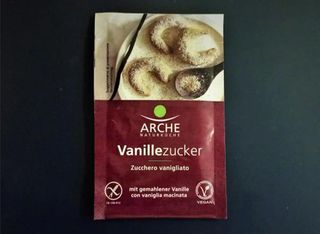 ARCHE
NATURKÜCHE
Vanillezucker
Zucchero vanigliato
mit gemahlener Vanille
con vaniglia macinata
VEGAN